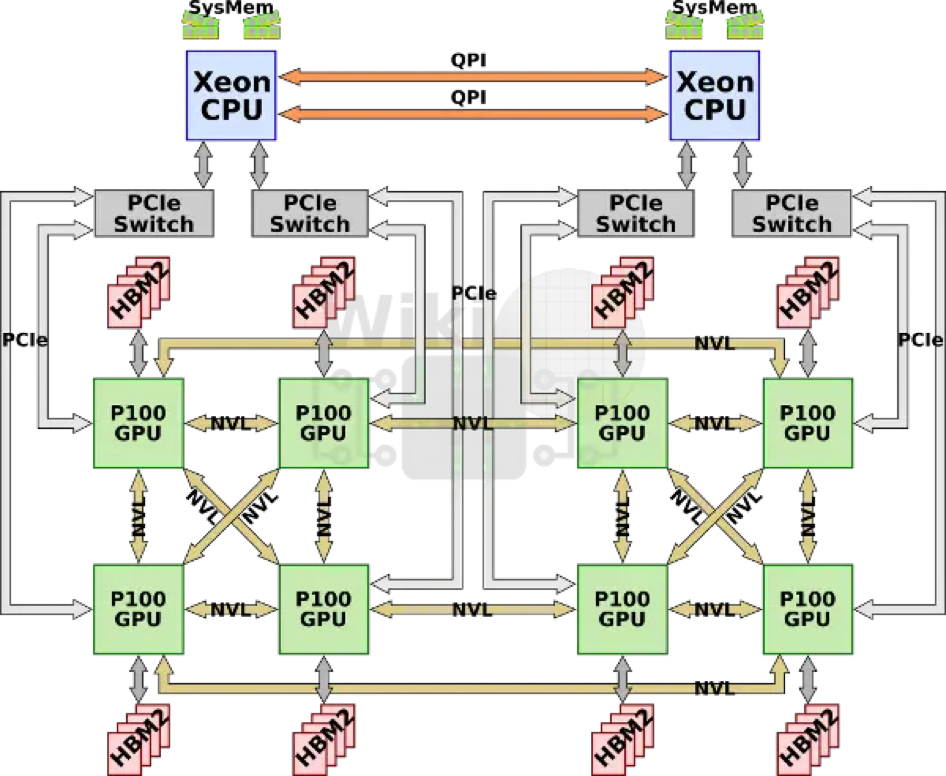 SysMem
SysMem
Xeon
CPU
QPI
QPI
Xeon
CPU
PCIe
Switch
PCIe
Switch
PCIe
Switch
PCIe
Switch
HBM2
HBM2
HBM2
HBM2
PCIe
PCIe
PCIe
Wiki
NVL
P100
GPU
NVL
P100
GPU
NVL
P100
GPU
NVL
P100
GPU
NVL
NVL
NVL
NVL
NVL
NVL
NVL
NVL
P100
GPU
NVL
P100
GPU
NVL
P100
GPU
NVL
P100
GPU
NVL
HBM2
HBM2
HBM2
HBM2